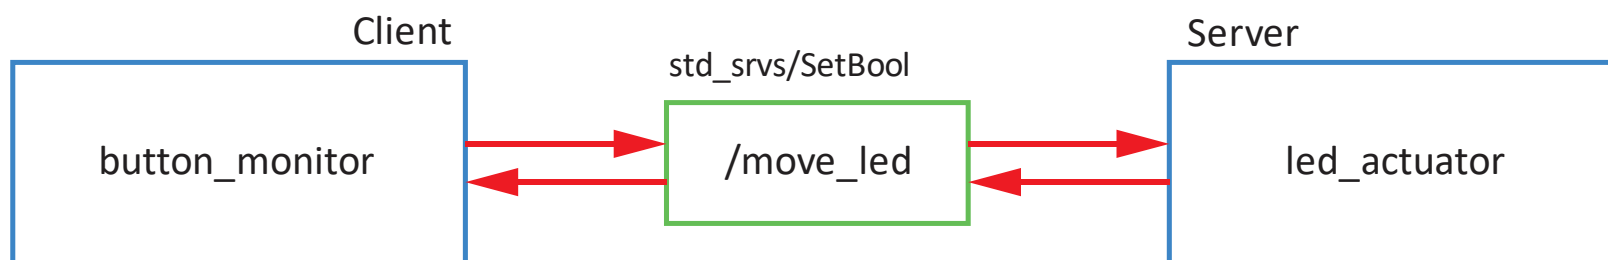 Client
Server
std_srvs/SetBool
button_monitor
/move_led
led_actuator